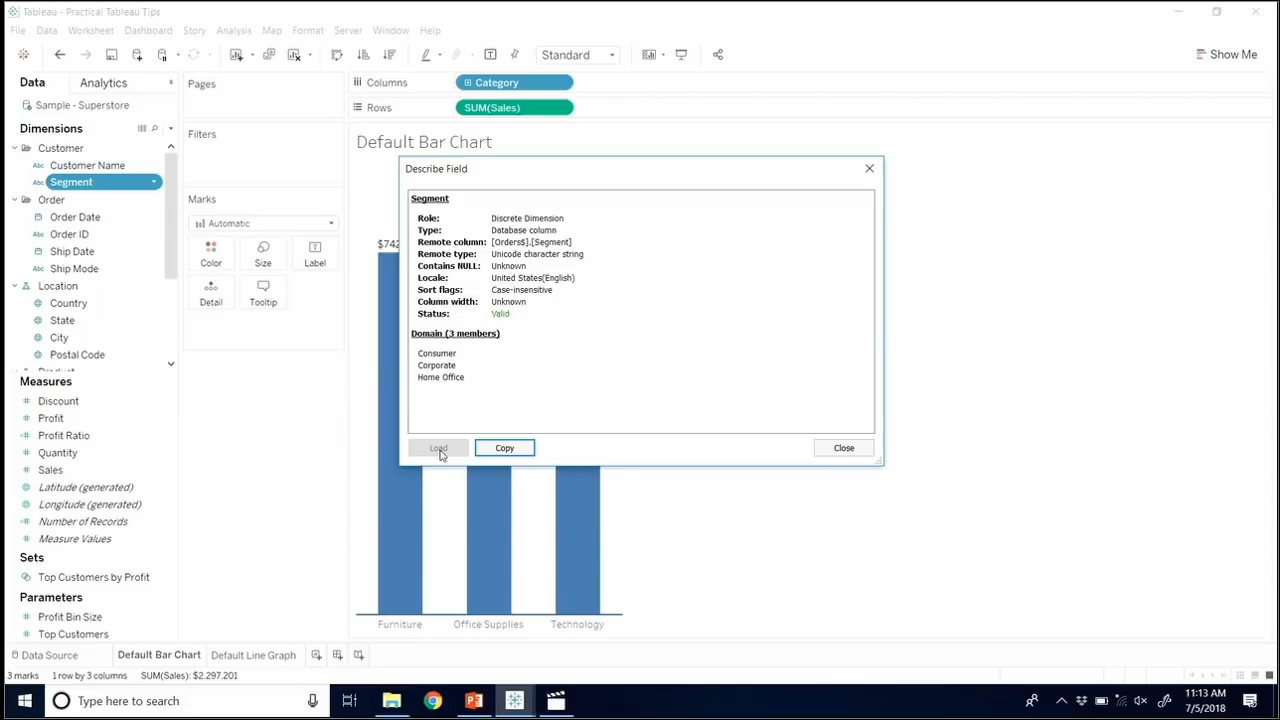 Tableau - Practical Tableau Tips
File Data Worksheet Dashboard Story Analysis Map Format Server Window Help
Standard
Show Me
Data Analytics
Sample - Superstore
Dimensions
Customer
Abc Customer Name
Abc Segment
Order
Order Date
Abc Order ID
Ship Date
Abc Ship Mode
Location
Country
State
City
Postal Code
Measures
Discount
Profit
Profit Ratio
Quantity
Sales
Latitude (generated)
Longitude (generated)
Number of Records
Measure Values
Sets
Top Customers by Profit
Parameters
Profit Bin Size
Top Customers
Pages
Filters
Marks
Automatic
Color Size Label
Detail Tooltip
Columns Category
Rows SUM(Sales)
Default Bar Chart
$742
Describe Field
Segment
Role: Discrete Dimension
Type: Database column
Remote column: [Orders$].[Segment]
Remote type: Unicode character string
Contains NULL: Unknown
Locale: United States(English)
Sort flags: Case-insensitive
Column width: Unknown
Status: Valid
Domain (3 members)
Consumer
Corporate
Home Office
Load Copy Close
Furniture Office Supplies Technology
Data Source Default Bar Chart Default Line Graph
3 marks 1 row by 3 columns SUM(Sales): $2,297,201
Type here to search
11:13 AM
7/5/2018